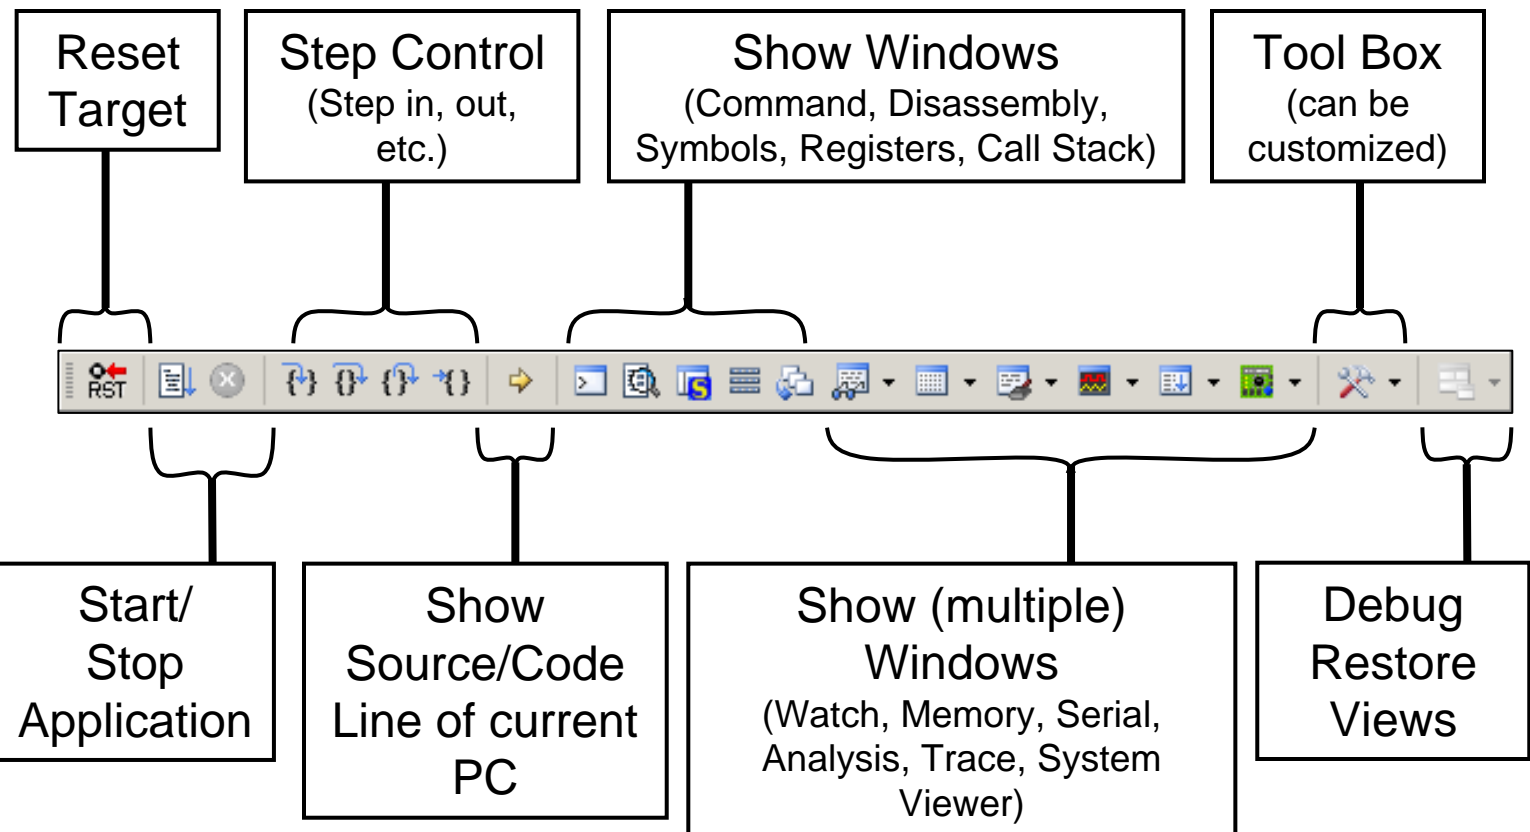 Reset
Target
Step Control
(Step in, out,
etc.)
Show Windows
(Command, Disassembly,
Symbols, Registers, Call Stack)
Tool Box
(can be
customized)
RST
{}
{}
{}
{}
>
S
Start/
Stop
Application
Show
Source/Code
Line of current
PC
Show (multiple)
Windows
(Watch, Memory, Serial,
Analysis, Trace, System
Viewer)
Debug
Restore
Views